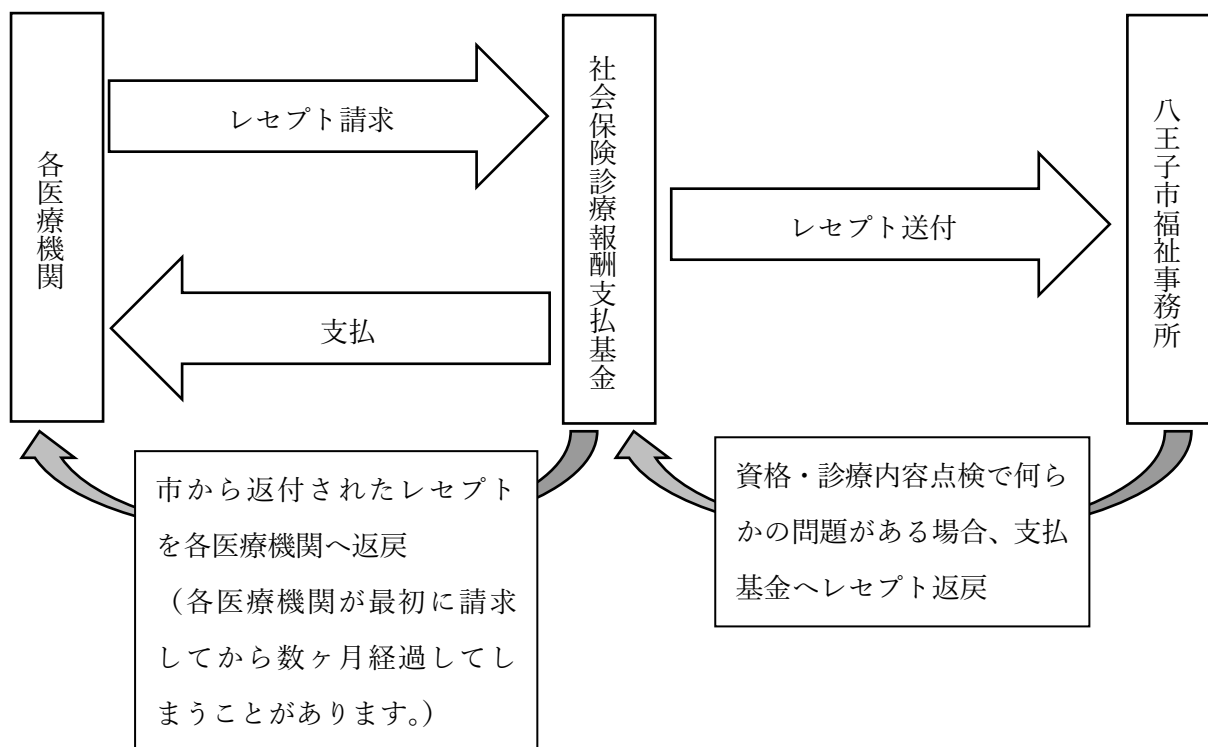 各医療機関
レセプト請求
支払
社会保険診療報酬支払基金
レセプト送付
八王子市福祉事務所
市から返付されたレセプト
を各医療機関へ返戻
（各医療機関が最初に請求
してから数ヶ月経過してし
まうことがあります。）
資格・診療内容点検で何ら
かの問題がある場合、支払
基金へレセプト返戻